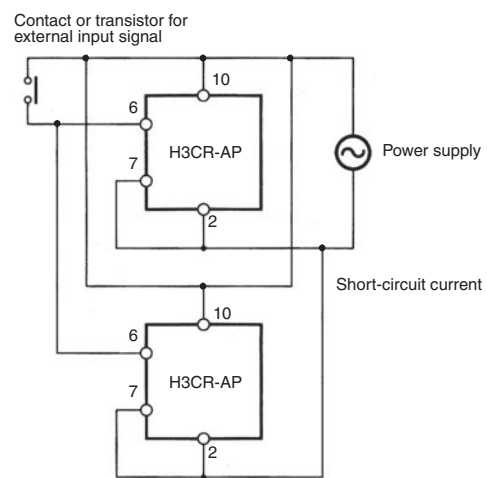 Contact or transistor for
external input signal
10
6
H3CR-AP
Power supply
7
2
Short-circuit current
10
6
H3CR-AP
7
2